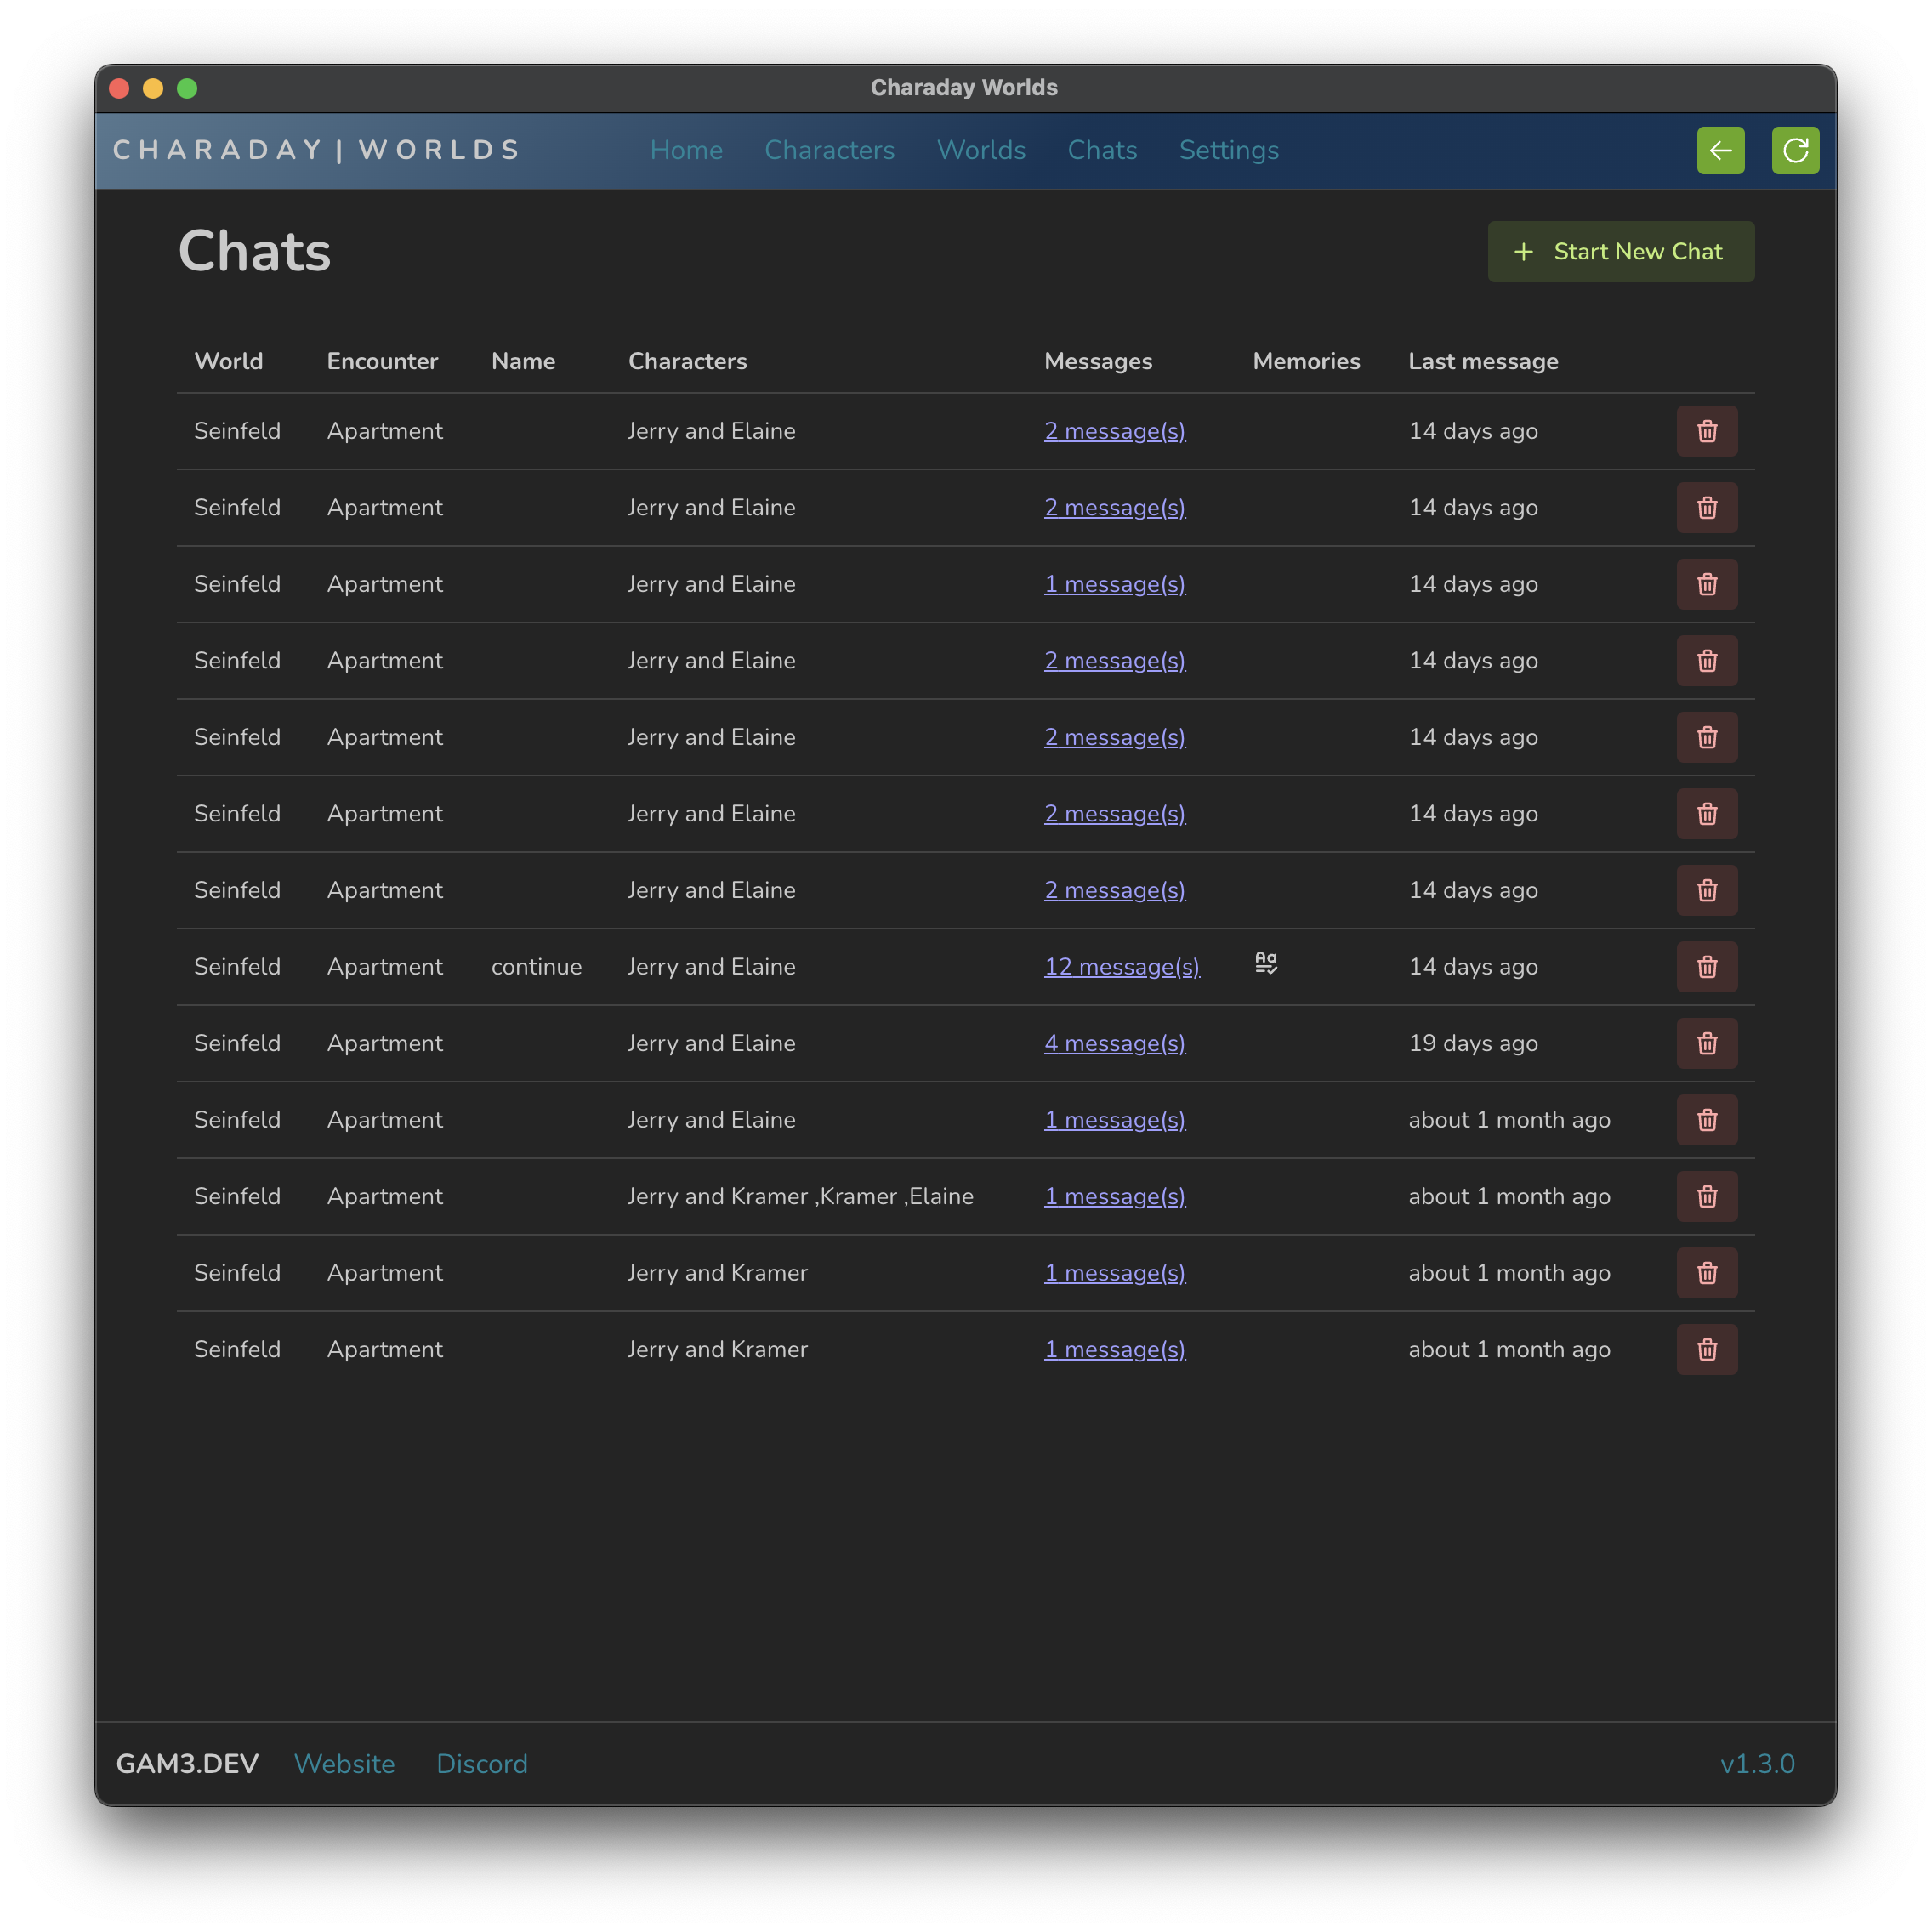 Charaday Worlds
CHARADAY | WORLDS Home Characters Worlds Chats Settings
Chats + Start New Chat
World Encounter Name Characters Messages Memories Last message
Seinfeld Apartment Jerry and Elaine 2 message(s) 14 days ago
Seinfeld Apartment Jerry and Elaine 2 message(s) 14 days ago
Seinfeld Apartment Jerry and Elaine 1 message(s) 14 days ago
Seinfeld Apartment Jerry and Elaine 2 message(s) 14 days ago
Seinfeld Apartment Jerry and Elaine 2 message(s) 14 days ago
Seinfeld Apartment Jerry and Elaine 2 message(s) 14 days ago
Seinfeld Apartment Jerry and Elaine 2 message(s) 14 days ago
Seinfeld Apartment continue Jerry and Elaine 12 message(s) 14 days ago
Seinfeld Apartment Jerry and Elaine 4 message(s) 19 days ago
Seinfeld Apartment Jerry and Elaine 1 message(s) about 1 month ago
Seinfeld Apartment Jerry and Kramer ,Kramer ,Elaine 1 message(s) about 1 month ago
Seinfeld Apartment Jerry and Kramer 1 message(s) about 1 month ago
Seinfeld Apartment Jerry and Kramer 1 message(s) about 1 month ago
GAM3.DEV Website Discord v1.3.0